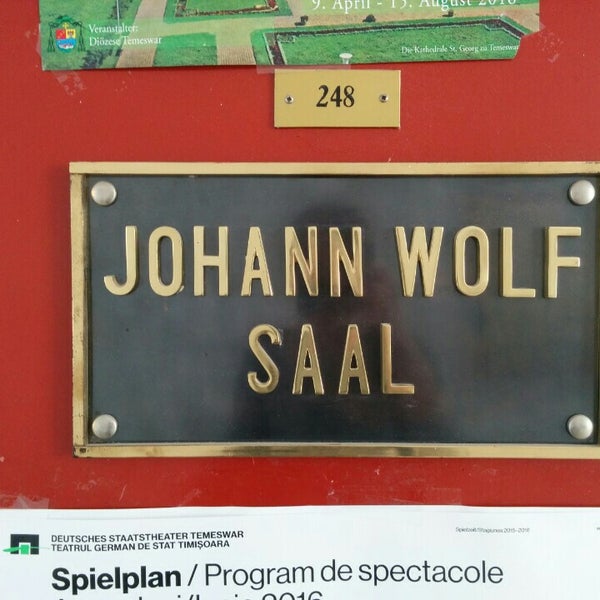 9. April - 15. August 2016
Veranstalter:
Diözese Temeswar
Die Kathedrale St. Georg zu Temeswar
248
JOHANN WOLF
SAAL
DEUTSCHES STAATSTHEATER TEMESWAR
TEATRUL GERMAN DE STAT TIMIȘOARA
Spielzeit/Stagiunea 2015-2016
Spielplan / Program de spectacole
2016